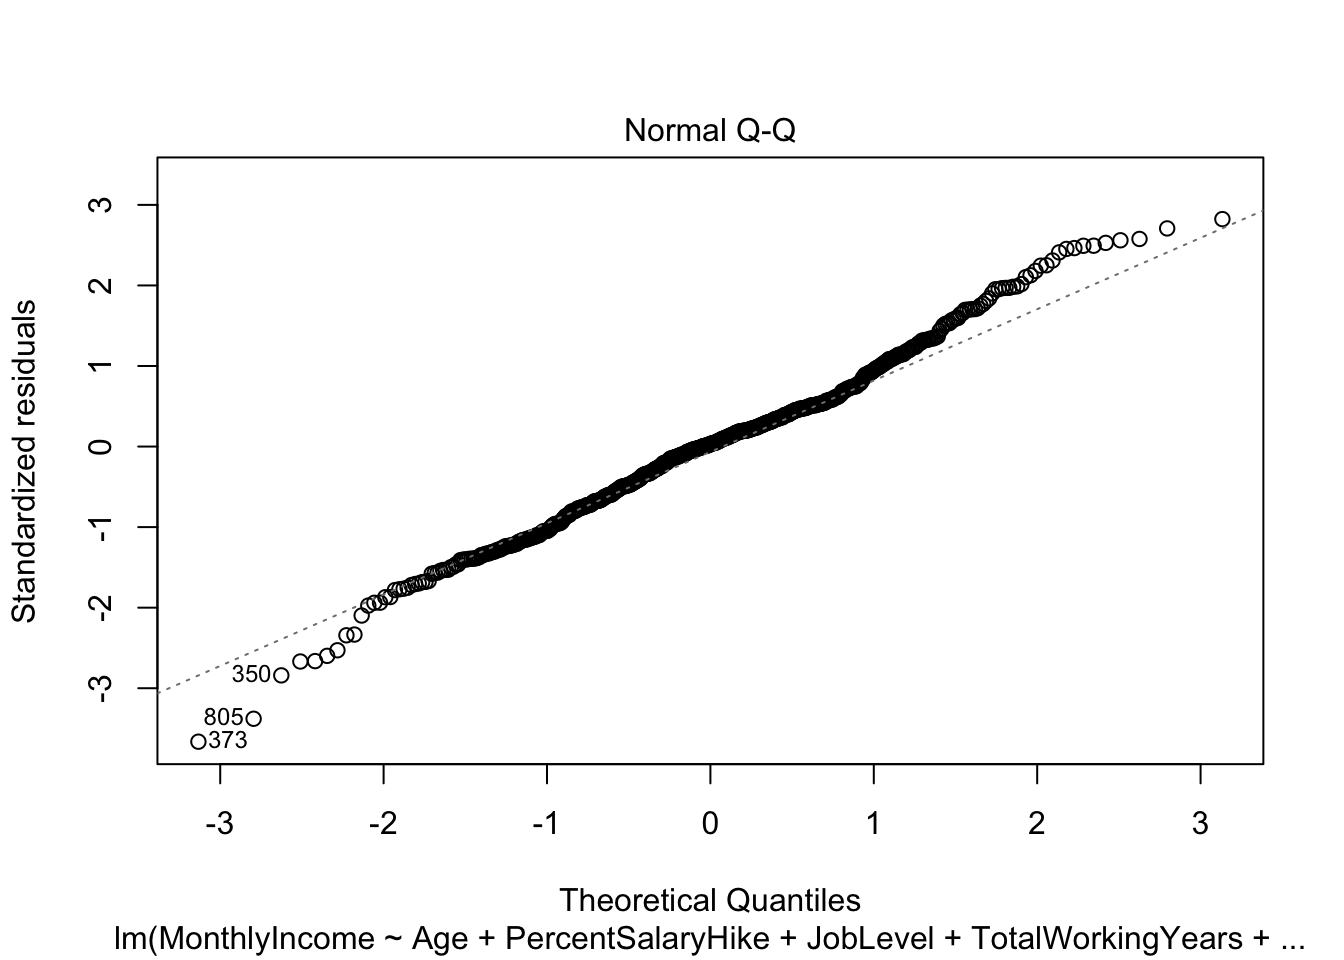 Normal Q-Q
Standardized residuals
3
2
1
0
-1
-2
-3
350
805
373
-3 -2 -1 0 1 2 3
Theoretical Quantiles
lm(MonthlyIncome ~ Age + PercentSalaryHike + JobLevel + TotalWorkingYears + ...